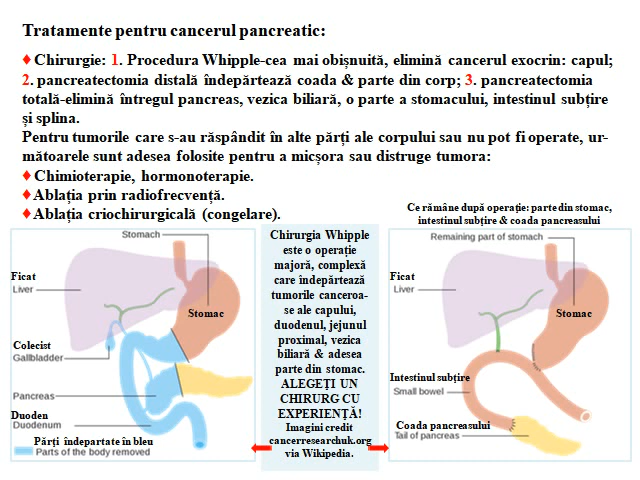 Tratamente pentru cancerul pancreatic:
♦Chirurgie: 1. Procedura Whipple-cea mai obișnuită, elimină cancerul exocrin: capul;
2. pancreatectomia distală îndepărtează coada & parte din corp; 3. pancreatectomia
totală-elimină întregul pancreas, vezica biliară, o parte a stomacului, intestinul subțire
și splina.
Pentru tumorile care s-au răspândit în alte părți ale corpului sau nu pot fi operate, ur-
mătoarele sunt adesea folosite pentru a micșora sau distruge tumora:
♦Chimioterapie, hormonoterapie.
♦Ablația prin radiofrecvență.
♦Ablația criochirurgicală (congelare).
Ce rămâne după operație: parte din stomac,
intestinul subțire & coada pancreasului
Stomach
Ficat
Liver
Stomac
Colecist
Gallbladder
Pancreas
Duoden
Duodenum
Părți îndepartate în bleu
Parts of the body removed
Chirurgia Whipple
este o operație
majoră, complexă
care îndepărtează
tumorile canceroa-
se ale capului,
duodenul, jejunul
proximal, vezica
biliară & adesea
parte din stomac.
ALEGEȚI UN
CHIRURG CU
EXPERIENȚĂ!
Imagini credit
cancerresearchuk.org
via Wikipedia.
Remaining part of stomach
Ficat
Liver
Stomac
Intestinul subțire
Small bowel
Coada pancreasului
Tail of pancreas